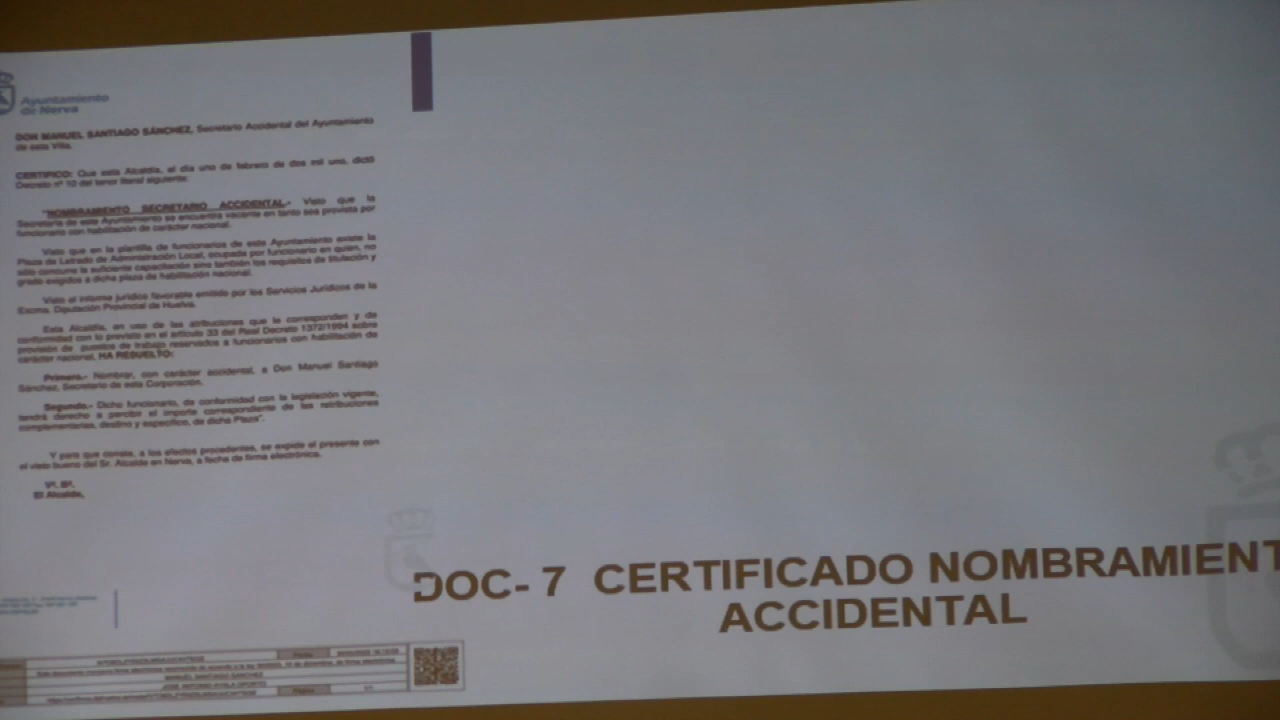 Ayuntamiento
de Nerva
DON MANUEL SANTIAGO SÁNCHEZ, Secretario Accidental del Ayuntamiento
de esta Villa.
CERTIFICO: Que esta Alcaldía, al día uno de febrero de dos mil uno, dictó
Decreto nº 10 del tenor literal siguiente:
"NOMBRAMIENTO SECRETARIO ACCIDENTAL.- Visto que la
Secretaría de este Ayuntamiento se encuentra vacante en tanto sea provista por
funcionario con habilitación de carácter nacional.
Visto que en la plantilla de funcionarios de este Ayuntamiento existe la
Plaza de Letrado de Administración Local, ocupada por funcionario en quien, no
sólo concurre la suficiente capacitación sino también los requisitos de titulación y
grado exigidos a dicha plaza de habilitación nacional.
Visto el informe jurídico favorable emitido por los Servicios Jurídicos de la
Excma. Diputación Provincial de Huelva.
Esta Alcaldía, en uso de las atribuciones que le corresponden y de
conformidad con lo previsto en el artículo 33 del Real Decreto 1372/1994 sobre
provisión de puestos de trabajo reservados a funcionarios con habilitación de
carácter nacional, HA RESUELTO:
Primero.- Nombrar, con carácter accidental, a Don Manuel Santiago
Sánchez, Secretario de esta Corporación.
Segundo.- Dicho funcionario, de conformidad con la legislación vigente,
tendrá derecho a percibir el importe correspondiente de las retribuciones
complementarias, destino y específico, de dicha Plaza".
Y para que conste, a los efectos procedentes, se expide el presente con
el visto bueno del Sr. Alcalde en Nerva, a fecha de firma electrónica.
Vº. Bº.
El Alcalde,
DOC- 7 CERTIFICADO NOMBRAMIENT
ACCIDENTAL
MANUEL SANTIAGO SANCHEZ